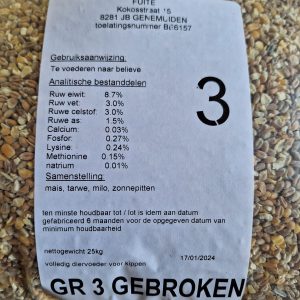 FUITE
Kokosstraat 15
8281 JB GENEMUIDEN
toelatingsnummer B66157
Gebruiksaanwijzing:
Te voederen naar believe
Analitische bestanddelen
Ruw eiwit: 8.7%
Ruw vet: 3.0%
Ruwe celstof: 3.0%
Ruwe as: 1.5%
Calcium: 0.03%
Fosfor: 0.27%
Lysine: 0.24%
Methionine 0.15%
natrium 0.01%
3
Samenstelling:
mais, tarwe, milo, zonnepitten
ten minste houdbaar tot / lot is idem aan datum
gefabriceerd 6 maanden voor de opgegeven datum van
minimum houdbaarheid
nettogewicht 25kg
17/01/2024
volledig diervoeder voor kippen
GR 3 GEBROKEN